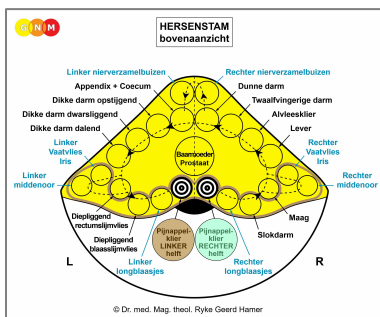 GNM
HERSENSTAM
bovenaanzicht
Linker nierverzamelbuizen
Rechter nierverzamelbuizen
Appendix + Coecum
Dunne darm
Dikke darm opstijgend
Twaalfvingerige darm
Dikke darm dwarsliggend
Alvleesklier
Dikke darm dalend
Lever
Linker
Vaatvlies
Iris
Rechter
Vaatvlies
Iris
Baarmoeder
Prostaat
Linker
middenoor
Rechter
middenoor
Diepliggend
rectumslijmvlies
Maag
Diepliggend
blaasslijmvlies
Slokdarm
Pijnappel-
klier
LINKER
helft
Pijnappel-
klier
RECHTER
helft
Linker
longblaasjes
Rechter
longblaasjes
L
R
© Dr. med. Mag. theol. Ryke Geerd Hamer